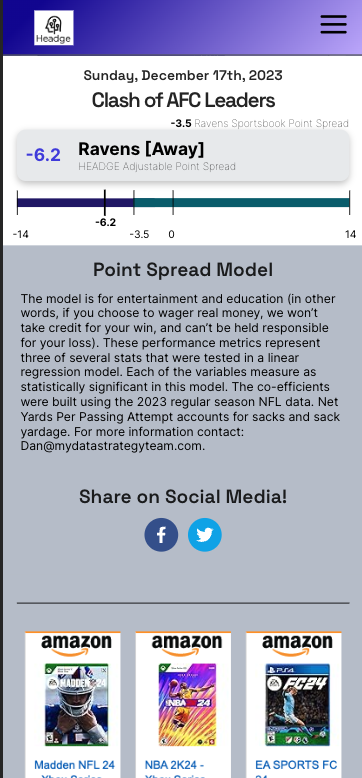 Headge
Sunday, December 17th, 2023
Clash of AFC Leaders
-3.5 Ravens Sportsbook Point Spread
-6.2 Ravens [Away]
HEADGE Adjustable Point Spread
-6.2
-14 -3.5 0 14
Point Spread Model
The model is for entertainment and education (in other
words, if you choose to wager real money, we won't
take credit for your win, and can't be held responsible
for your loss). These performance metrics represent
three of several stats that were tested in a linear
regression model. Each of the variables measure as
statistically significant in this model. The co-efficients
were built using the 2023 regular season NFL data. Net
Yards Per Passing Attempt accounts for sacks and sack
yardage. For more information contact:
Dan@mydatastrategyteam.com.
Share on Social Media!
amazon amazon amazon
MADDEN 24
NBA 24
PS4
FC24
Madden NFL 24 NBA 2K24 - EA SPORTS FC